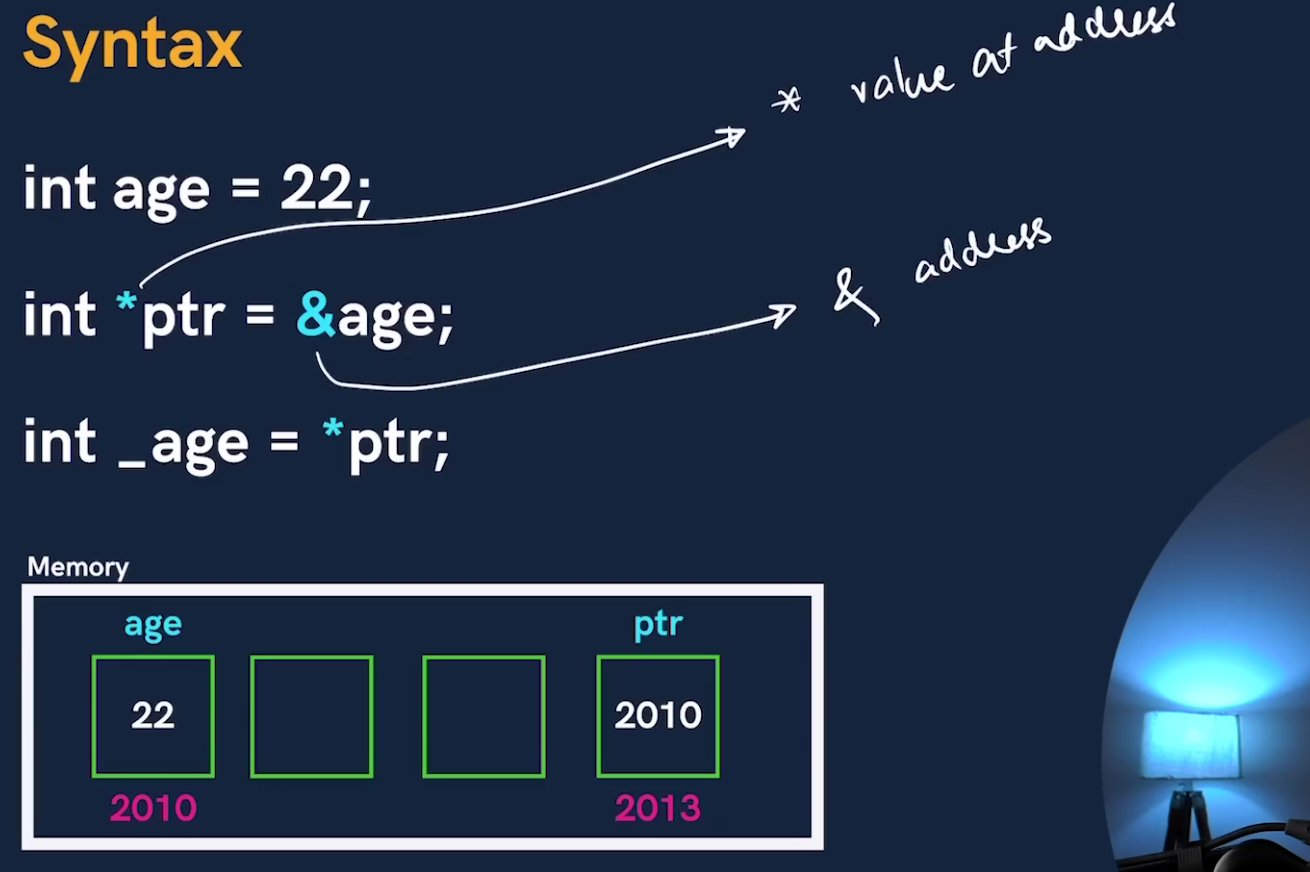 Syntax
* value at address
int age = 22;
& address
int *ptr = &age;
int _age = *ptr;
Memory
age ptr
22 2010
2010 2013